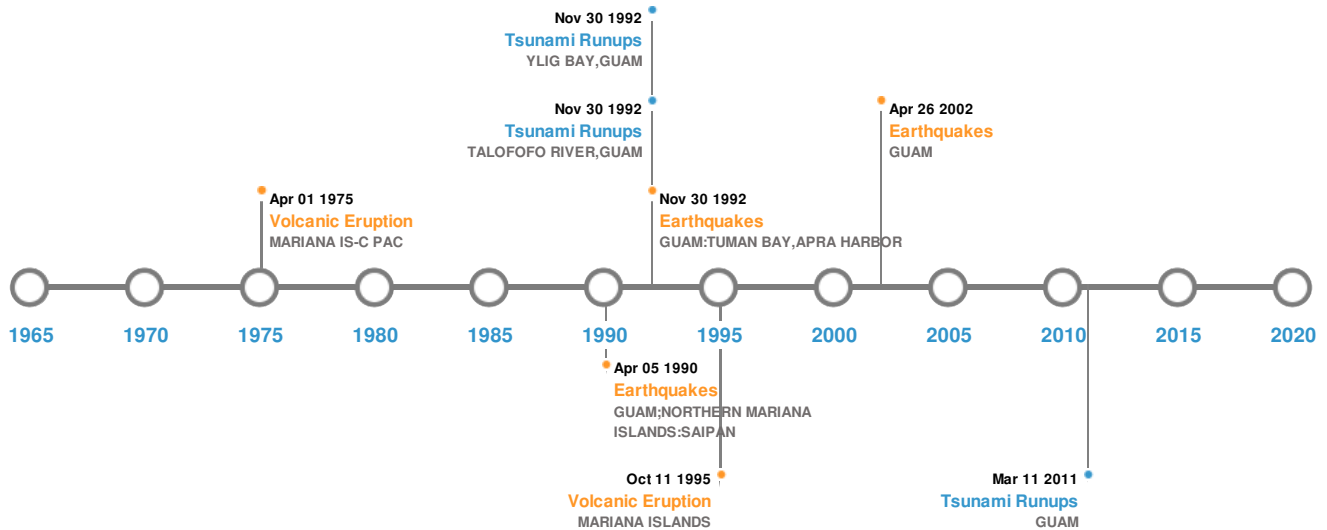 Nov 30 1992
Tsunami Runups
YLIG BAY,GUAM
Nov 30 1992
Tsunami Runups
TALOFOFO RIVER,GUAM
Apr 26 2002
Earthquakes
GUAM
Apr 01 1975
Volcanic Eruption
MARIANA IS-C PAC
Nov 30 1992
Earthquakes
GUAM:TUMAN BAY,APRA HARBOR
1965 1970 1975 1980 1985 1990 1995 2000 2005 2010 2015 2020
Apr 05 1990
Earthquakes
GUAM;NORTHERN MARIANA
ISLANDS:SAIPAN
Oct 11 1995
Volcanic Eruption
MARIANA ISLANDS
Mar 11 2011
Tsunami Runups
GUAM